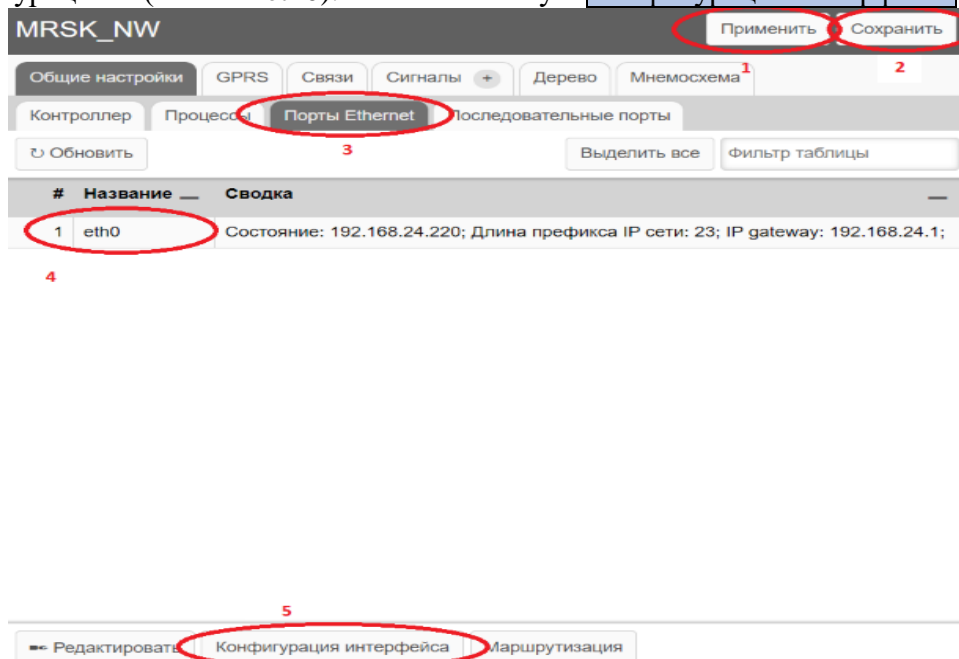 MRSK_NW Применить Сохранить
Общие настройки GPRS Связи Сигналы + Дерево Мнемосхема 1 2
Контроллер Процессы Порты Ethernet Последовательные порты
Обновить 3 Выделить все Фильтр таблицы
# Название Сводка
1 eth0 Состояние: 192.168.24.220; Длина префикса IP сети: 23; IP gateway: 192.168.24.1;
4
5
Редактировать Конфигурация интерфейса Маршрутизация